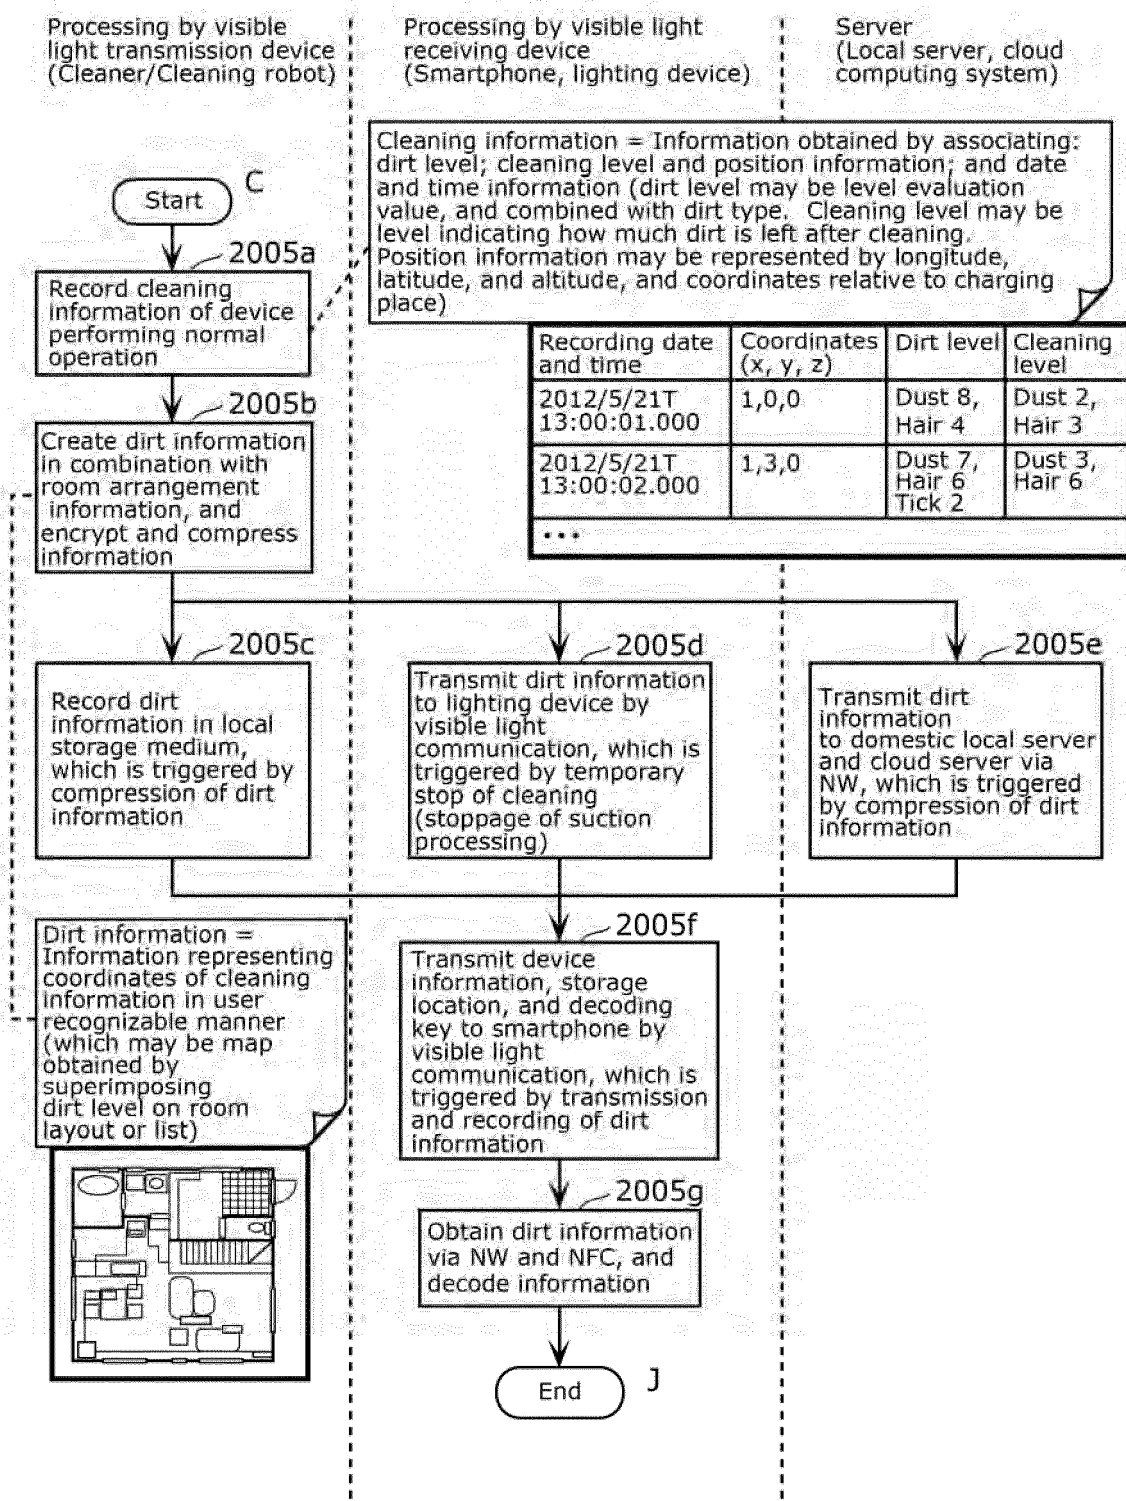 Processing by visible
light transmission device
(Cleaner/Cleaning robot)
Processing by visible light
receiving device
(Smartphone, lighting device)
Server
(Local server, cloud
computing system)
Cleaning information = Information obtained by associating:
dirt level; cleaning level and position information; and date
and time information (dirt level may be level evaluation
value, and combined with dirt type.  Cleaning level may be
level indicating how much dirt is left after cleaning.
Position information may be represented by longitude,
latitude, and altitude, and coordinates relative to charging
place)
Start
C
2005a
Record cleaning
information of device
performing normal
operation
Recording date
and time
Coordinates
(x, y, z)
Dirt level
Cleaning
level
2012/5/21T
13:00:01.000
1,0,0
Dust 8,
Hair 4
Dust 2,
Hair 3
2012/5/21T
13:00:02.000
1,3,0
Dust 7,
Hair 6
Tick 2
Dust 3,
Hair 6
...
2005b
Create dirt information
in combination with
room arrangement
information, and
encrypt and compress
information
2005c
Record dirt
information in local
storage medium,
which is triggered by
compression of dirt
information
2005d
Transmit dirt information
to lighting device by
visible light
communication, which is
triggered by temporary
stop of cleaning
(stoppage of suction
processing)
2005e
Transmit dirt
information
to domestic local server
and cloud server via
NW, which is triggered
by compression of dirt
information
Dirt information =
Information representing
coordinates of cleaning
information in user
recognizable manner
(which may be map
obtained by
superimposing
dirt level on room
layout or list)
2005f
Transmit device
information, storage
location, and decoding
key to smartphone by
visible light
communication, which is
triggered by transmission
and recording of dirt
information
2005g
Obtain dirt information
via NW and NFC, and
decode information
End
J